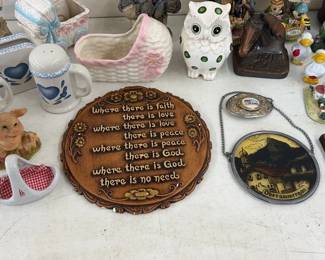 where there is faith
there is love
where there is love
there is peace
where there is peace
there is God.
where there is God.
there is no need.